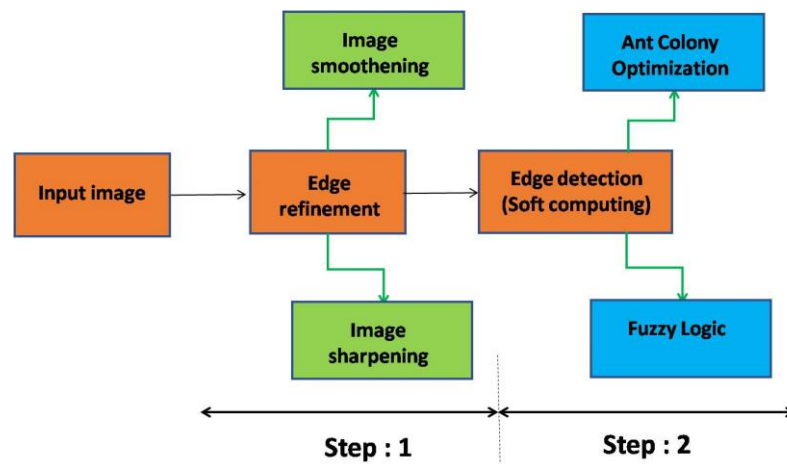 Image
smoothening
Ant Colony
Optimization
Input image
Edge
refinement
Edge detection
(Soft computing)
Image
sharpening
Fuzzy Logic
Step : 1
Step : 2